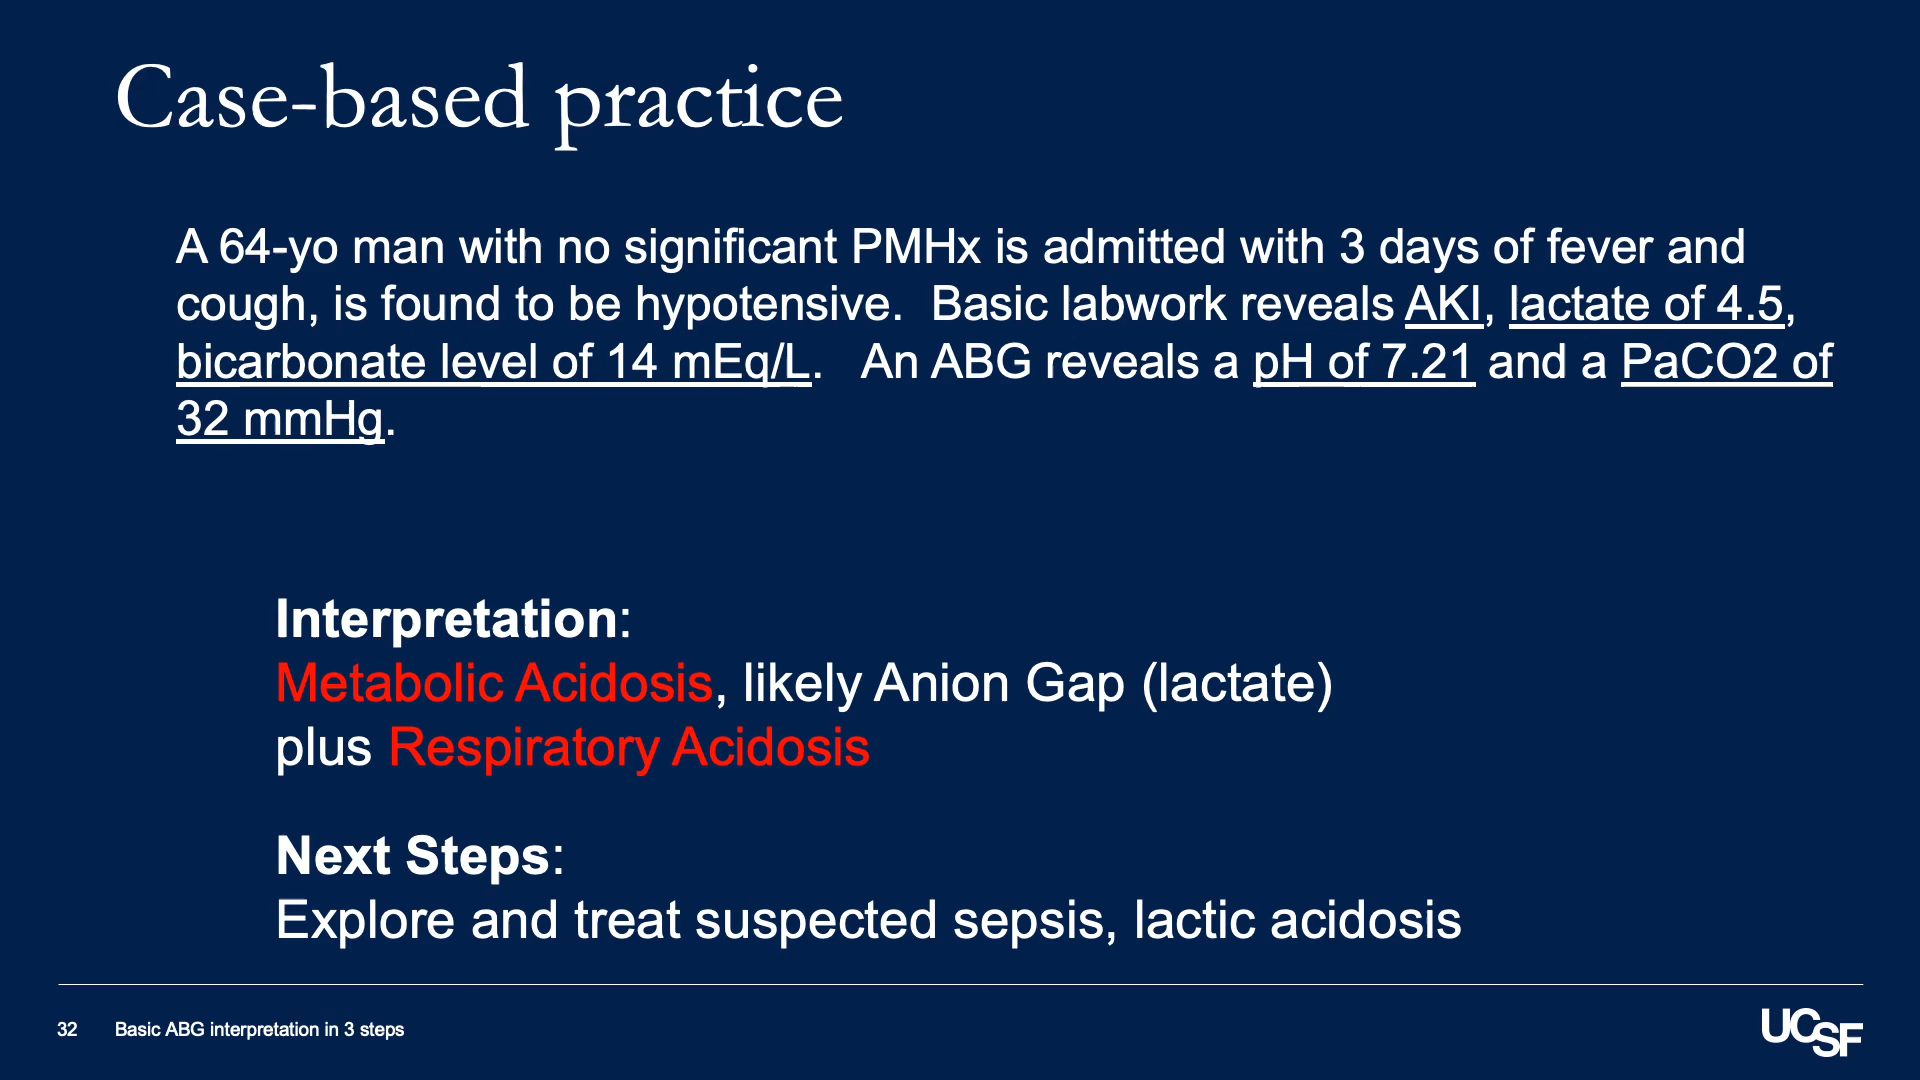 Case-based practice
A 64-yo man with no significant PMHx is admitted with 3 days of fever and
cough, is found to be hypotensive.  Basic labwork reveals AKI, lactate of 4.5,
bicarbonate level of 14 mEq/L.   An ABG reveals a pH of 7.21 and a PaCO2 of
32 mmHg.
Interpretation:
Metabolic Acidosis, likely Anion Gap (lactate)
plus Respiratory Acidosis
Next Steps:
Explore and treat suspected sepsis, lactic acidosis
32 Basic ABG interpretation in 3 steps
UCSF